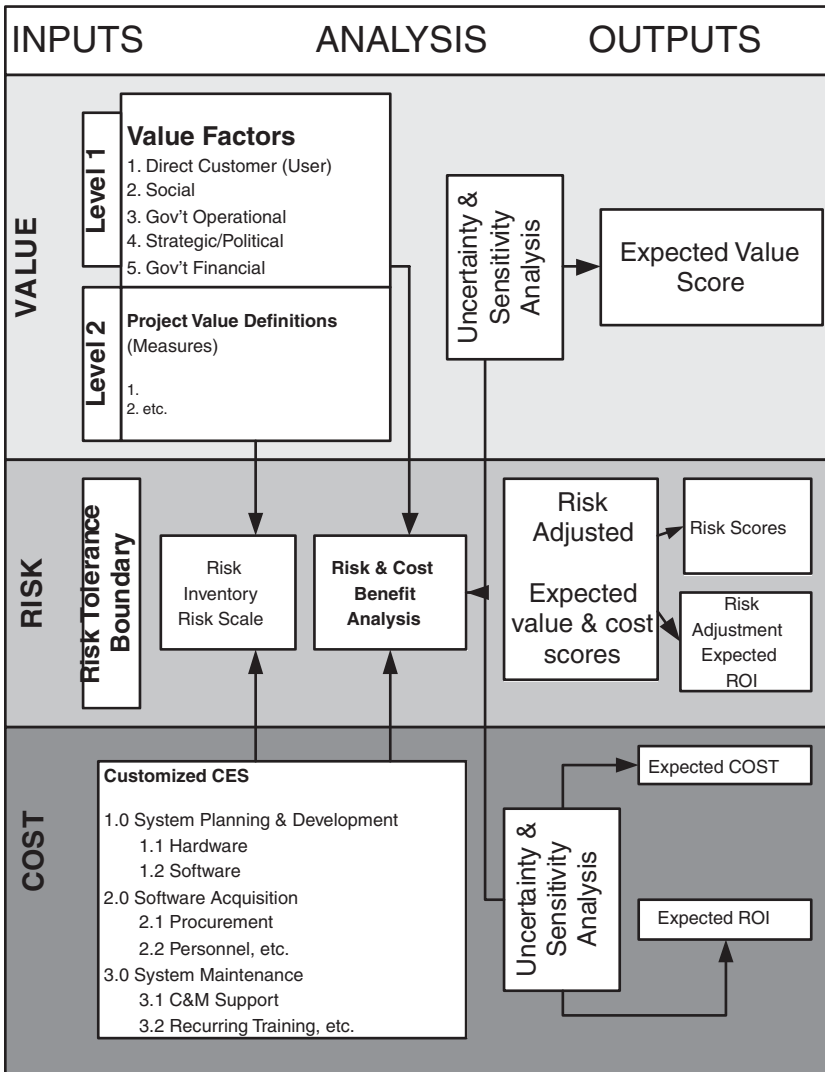 INPUTS ANALYSIS OUTPUTS
VALUE
Level 1
Value Factors
1. Direct Customer (User)
2. Social
3. Gov't Operational
4. Strategic/Political
5. Gov't Financial
Level 2
Project Value Definitions
(Measures)
1.
2. etc.
Uncertainty &
Sensitivity
Analysis
Expected Value
Score
RISK
Risk Tolerance
Boundary
Risk
Inventory
Risk Scale
Risk & Cost
Benefit
Analysis
Risk
Adjusted
Expected
value & cost
scores
Risk Scores
Risk
Adjustment
Expected
ROI
COST
Customized CES
1.0 System Planning & Development
1.1 Hardware
1.2 Software
2.0 Software Acquisition
2.1 Procurement
2.2 Personnel, etc.
3.0 System Maintenance
3.1 C&M Support
3.2 Recurring Training, etc.
Uncertainty &
Sensitivity
Analysis
Expected COST
Expected ROI